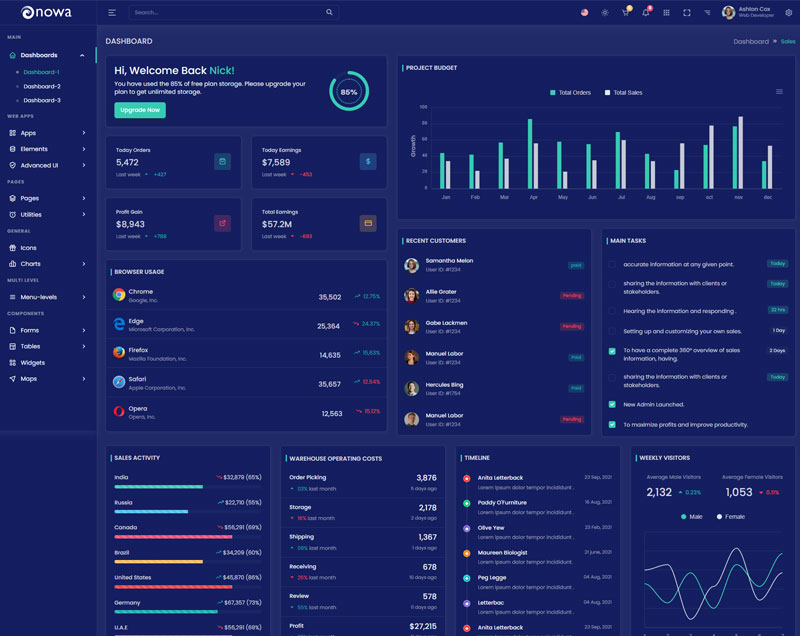 nowa
Search...
5
Ashton Cox
Web Developer
MAIN
Dashboards
Dashboard-1
Dashboard-2
Dashboard-3
WEB APPS
Apps
Elements
Advanced UI
PAGES
Pages
Utilities
GENERAL
Icons
Charts
MULTI LEVEL
Menu-levels
COMPONENTS
Forms
Tables
Widgets
Maps
DASHBOARD
Dashboard » Sales
Hi, Welcome Back Nick!
You have used the 85% of free plan storage. Please upgrade your
plan to get unlimited storage.
Upgrade Now
85%
Today Orders
5,472
Last week +427
Today Earnings
$7,589
Last week -453
Profit Gain
$8,943
Last week
Total Earnings
$57.2M
Last week -693
BROWSER USAGE
Chrome
Google, Inc.
35,502 12.75%
Edge
Microsoft Corporation, Inc.
25,364 24.37%
Firefox
Mozilla Foundation, Inc.
14,635 15,63%
Safari
Apple Corporation, Inc.
35,657 12.54%
Opera
Opera, Inc.
12,563 15.12%
PROJECT BUDGET
Total Orders Total Sales
Growth
100
80
60
40
20
0
Jan Feb Mar Apr May Jun Jul Aug sep oct nov dec
RECENT CUSTOMERS
Samantha Melon
User ID: #1234
paid
Allie Grater
User ID: #1234
Pending
Gabe Lackmen
User ID: #1234
Pending
Manuel Labor
User ID: #1234
Paid
Hercules Bing
User ID: #1754
Paid
Manuel Labor
User ID: #1234
Pending
MAIN TASKS
accurate information at any given point. Today
sharing the information with clients or Today
stakeholders.
Hearing the information and responding . 22 hrs
Setting up and customizing your own sales. 1 Day
To have a complete 360° overview of sales 2 Days
information, having.
sharing the information with clients or Today
stakeholders.
New Admin Launched.
To maximize profits and improve productivity.
SALES ACTIVITY
India $32,879 (65%)
Russia $22,710 (55%)
Canada $56,291 (69%)
Brazil $34,209 (60%)
United States $45,870 (86%)
Germany $67,357 (73%)
U.A.E $56,291 (69%)
WAREHOUSE OPERATING COSTS
Order Picking 3,876
03% last month 5 days ago
Storage 2,178
16% last month 2 days ago
Shipping 1,367
09% last month 1 days ago
Receiving 678
25% last month 10 days ago
Review 578
55% last month 11 days ago
Profit $27,215
TIMELINE
Anita Letterback 23 Sep, 2021
Lorem ipsum dolor tempor incididunt .
Paddy O'Furniture 16 Aug, 2021
Lorem ipsum dolor tempor incididunt .
Olive Yew 23 Feb, 2021
Lorem ipsum dolor tempor incididunt .
Maureen Biologist 21 june, 2021
Lorem ipsum dolor tempor incididunt .
Peg Legge 04 Aug, 2021
Lorem ipsum dolor tempor incididunt .
Letterbac 04 Aug, 2021
Lorem ipsum dolor tempor incididunt .
Anita Letterback 23 Sep, 2021
WEEKLY VISITORS
Average Male Visitors
2,132 0.23%
Average Female Visitors
1,053 0.11%
Male Female